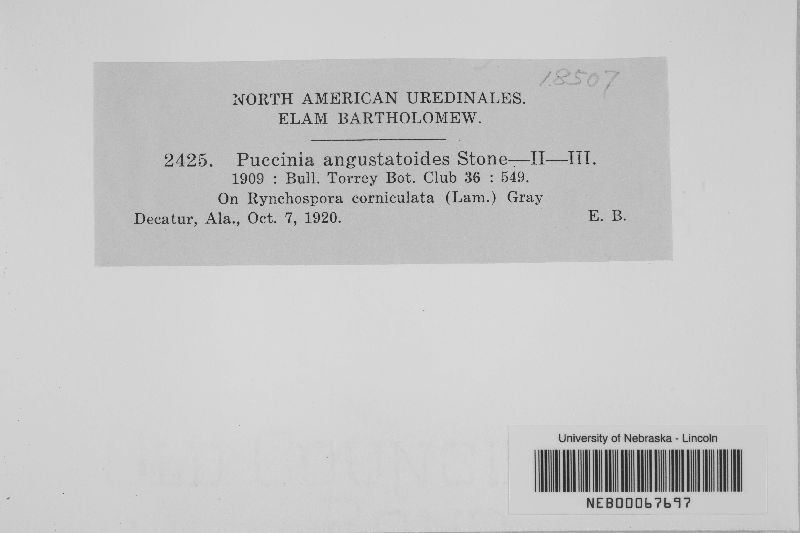 18507
NORTH AMERICAN UREDINALES.
ELAM BARTHOLOMEW.
2425. Puccinia angustatoides Stone—II—III.
1909 : Bull. Torrey Bot. Club 36 : 549.
On Rynchospora corniculata (Lam.) Gray
Decatur, Ala., Oct. 7, 1920. E. B.
University of Nebraska - Lincoln
NEB00067697